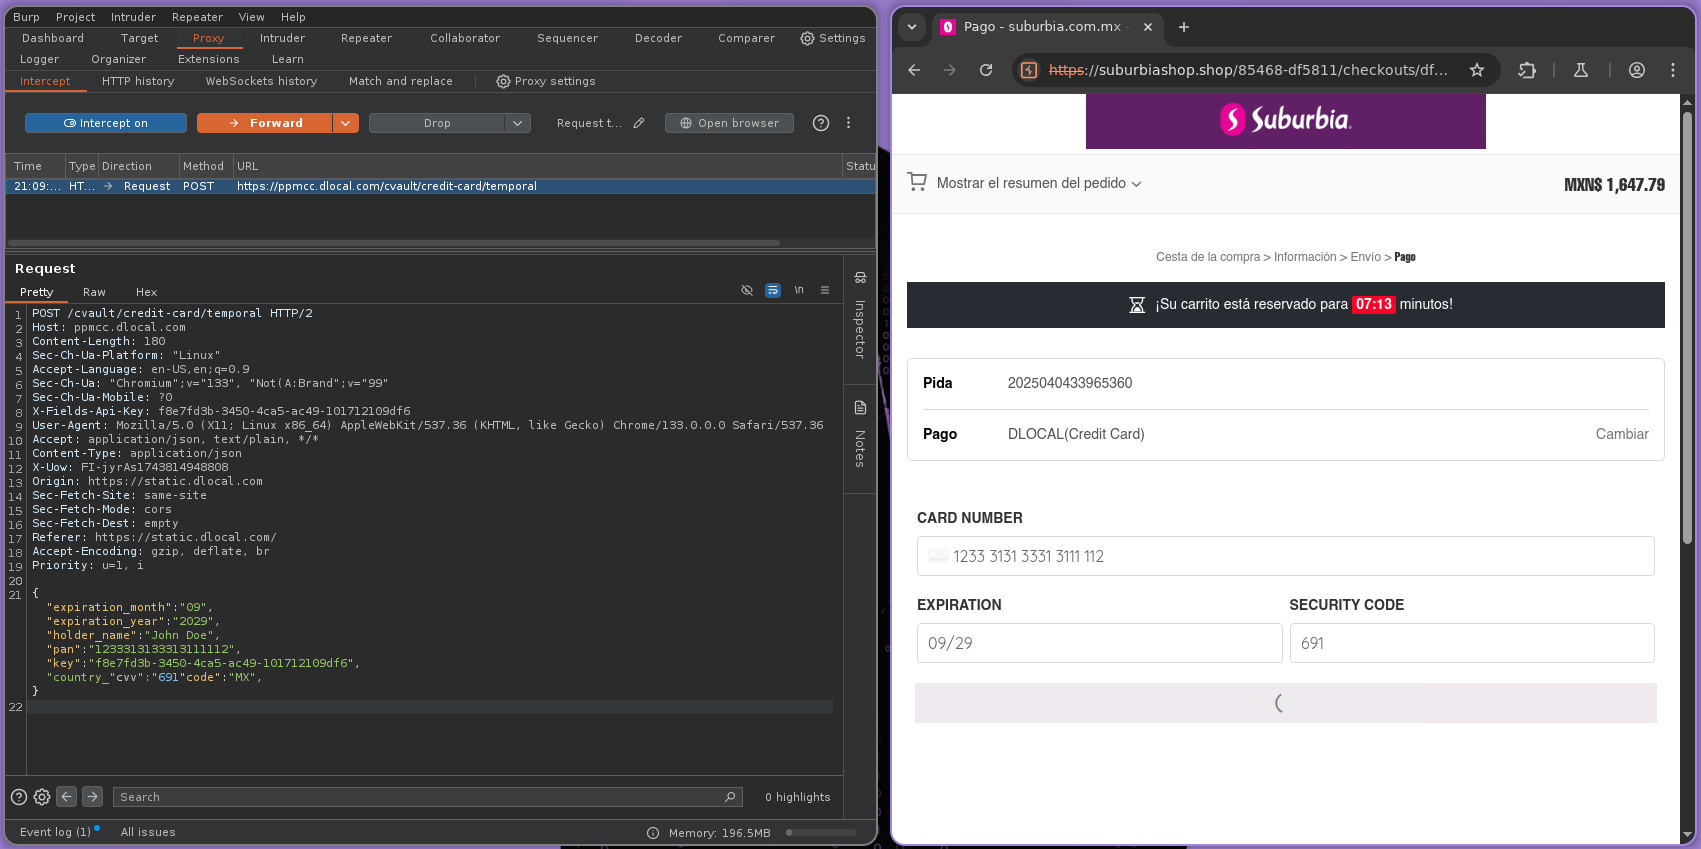 Burp Project Intruder Repeater View Help
Dashboard Target Proxy Intruder Repeater Collaborator Sequencer Decoder Comparer Settings
Logger Organizer Extensions Learn
Intercept HTTP history WebSockets history Match and replace Proxy settings
Intercept on Forward Drop Request t... Open browser
Time Type Direction Method URL Statu
21:09:... HT... Request POST https://ppmcc.dlocal.com/cvault/credit-card/temporal
Request
Pretty Raw Hex
\n
1 POST /cvault/credit-card/temporal HTTP/2
2 Host: ppmcc.dlocal.com
3 Content-Length: 180
4 Sec-Ch-Ua-Platform: "Linux"
5 Accept-Language: en-US,en;q=0.9
6 Sec-Ch-Ua: "Chromium";v="133", "Not(A:Brand";v="99"
7 Sec-Ch-Ua-Mobile: ?0
8 X-Fields-Api-Key: f8e7fd3b-3450-4ca5-ac49-101712109df6
9 User-Agent: Mozilla/5.0 (X11; Linux x86_64) AppleWebKit/537.36 (KHTML, like Gecko) Chrome/133.0.0.0 Safari/537.36
10 Accept: application/json, text/plain, */*
11 Content-Type: application/json
12 X-Uow: FI-jyrAs1743814948808
13 Origin: https://static.dlocal.com
14 Sec-Fetch-Site: same-site
15 Sec-Fetch-Mode: cors
16 Sec-Fetch-Dest: empty
17 Referer: https://static.dlocal.com/
18 Accept-Encoding: gzip, deflate, br
19 Priority: u=1, i
20
21 {
"expiration_month":"09",
"expiration_year":"2029",
"holder_name":"John Doe",
"pan":"1233313133313111112",
"key":"f8e7fd3b-3450-4ca5-ac49-101712109df6",
"country_"cvv":"691"code":"MX",
}
22
Inspector
Notes
Search 0 highlights
Event log (1) All issues Memory: 196.5MB
Pago - suburbia.com.mx -
https://suburbiashop.shop/85468-df5811/checkouts/df...
Suburbia.
Mostrar el resumen del pedido MXN$ 1,647.79
Cesta de la compra > Información > Envío > Pago
¡Su carrito está reservado para 07:13 minutos!
Pida 2025040433965360
Pago DLOCAL(Credit Card) Cambiar
CARD NUMBER
1233 3131 3331 3111 112
EXPIRATION SECURITY CODE
09/29 691